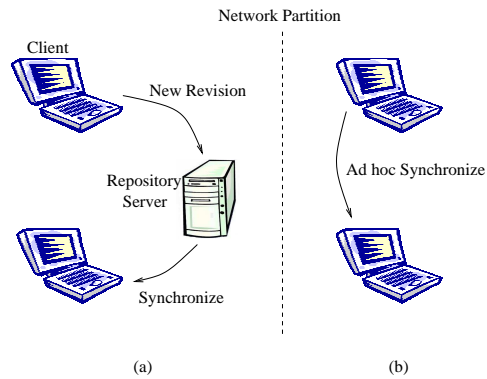 Network Partition
Client
New Revision
Repository
Server
Ad hoc Synchronize
Synchronize
(a)
(b)